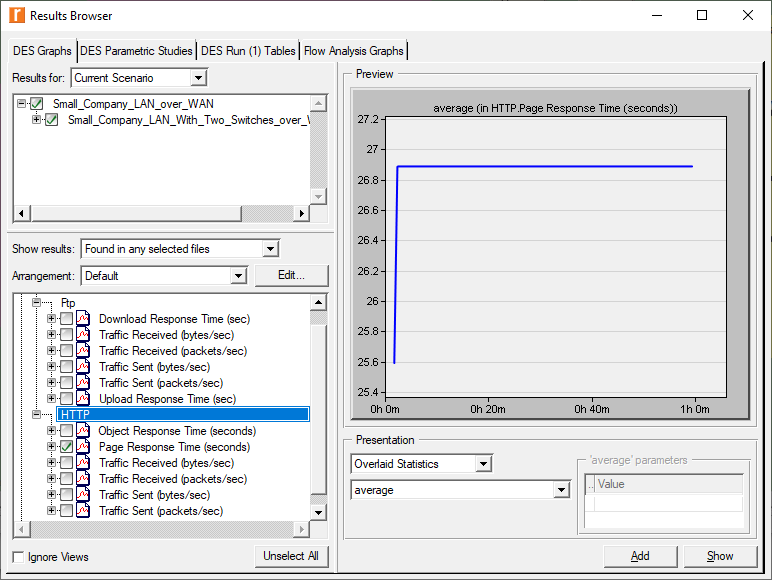 Results Browser
DES Graphs
DES Parametric Studies
DES Run (1) Tables
Flow Analysis Graphs
Results for:
Current Scenario
Small_Company_LAN_over_WAN
Small_Company_LAN_With_Two_Switches_over_
Show results:
Found in any selected files
Arrangement:
Default
Edit...
Ftp
Download Response Time (sec)
Traffic Received (bytes/sec)
Traffic Received (packets/sec)
Traffic Sent (bytes/sec)
Traffic Sent (packets/sec)
Upload Response Time (sec)
HTTP
Object Response Time (seconds)
Page Response Time (seconds)
Traffic Received (bytes/sec)
Traffic Received (packets/sec)
Traffic Sent (bytes/sec)
Traffic Sent (packets/sec)
Ignore Views
Unselect All
Preview
average (in HTTP.Page Response Time (seconds))
27.2
27
26.8
26.6
26.4
26.2
26
25.8
25.6
25.4
0h 0m
0h 20m
0h 40m
1h 0m
Presentation
Overlaid Statistics
average
'average' parameters
.. Value
Add
Show